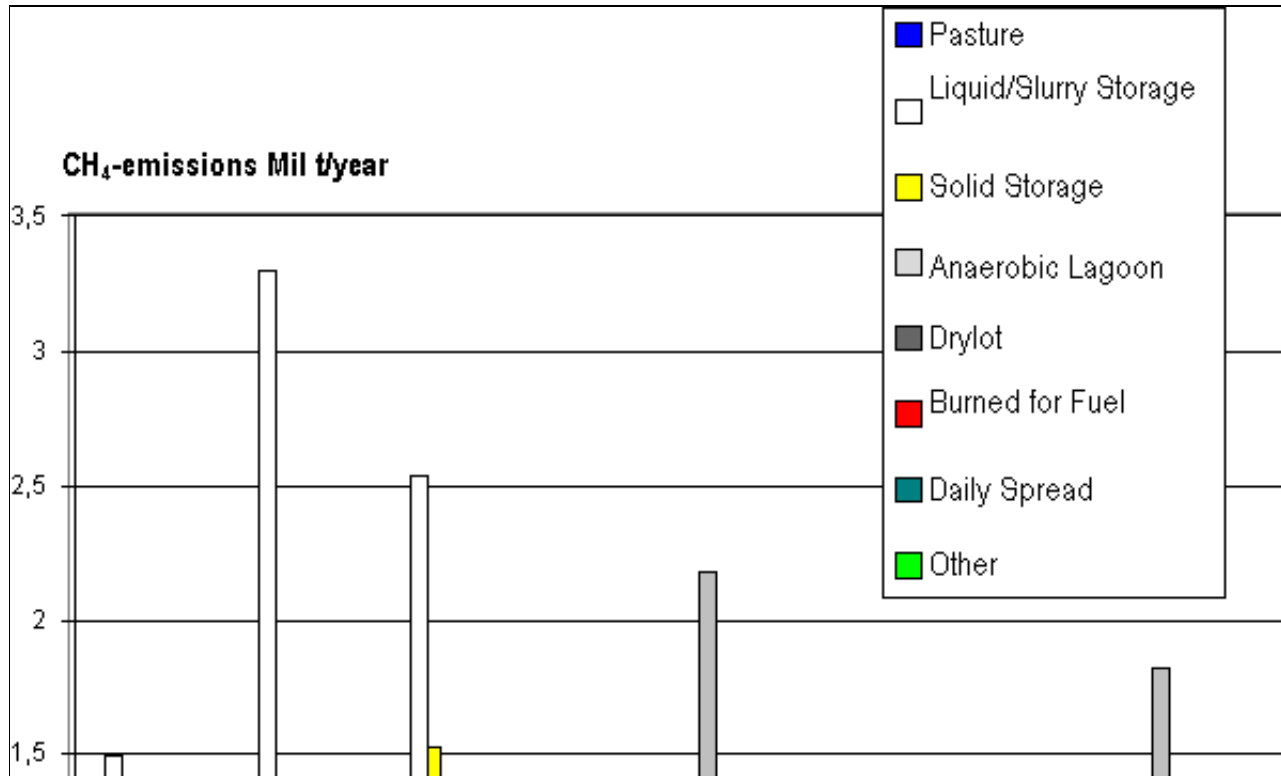 Pasture
Liquid/Slurry Storage
CH₄-emissions Mil t/year
Solid Storage
3,5
Anaerobic Lagoon
Drylot
3
Burned for Fuel
2,5
Daily Spread
Other
2
1,5